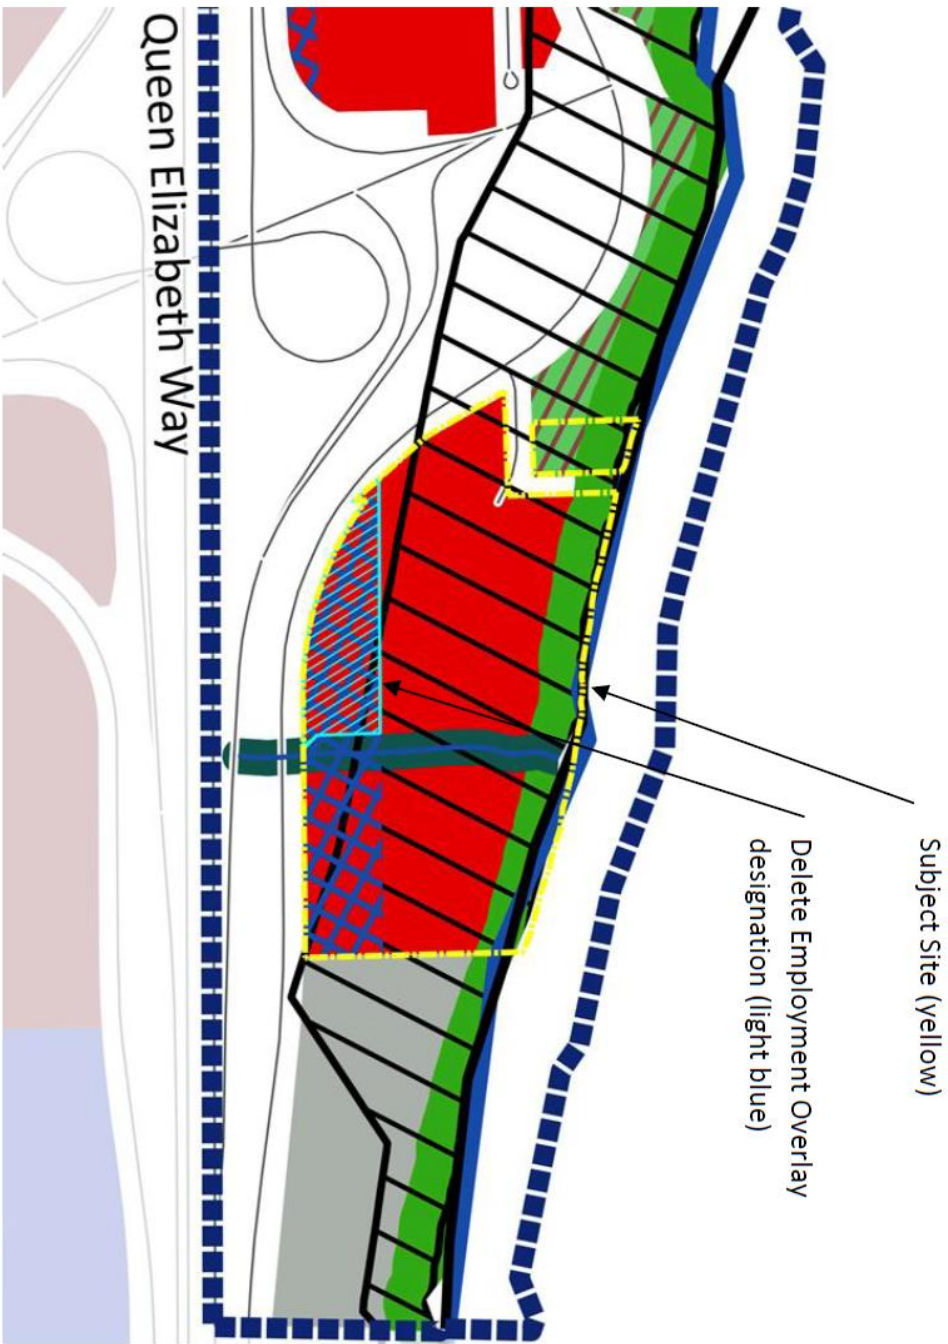 Queen Elizabeth Way
Subject Site (yellow)
Delete Employment Overlay
designation (light blue)